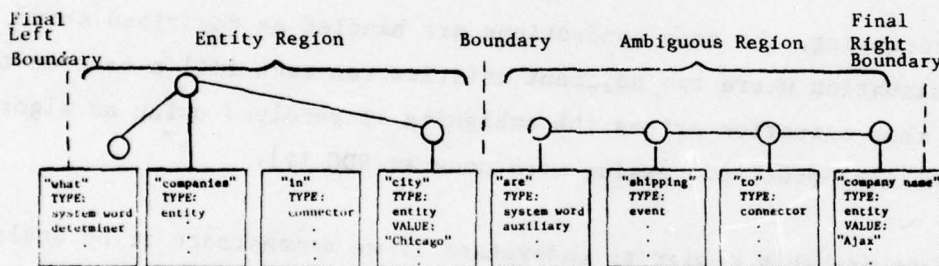 Final
Left
Boundary
Entity Region
Boundary
Ambiguous Region
Final
Right
Boundary
"what"
TYPE:
system word
determiner
"companies"
TYPE:
entity
"in"
TYPE:
connector
"city"
TYPE:
entity
VALUE:
"Chicago"
"are"
TYPE:
system word
auxiliary
"shipping"
TYPE:
event
"to"
TYPE:
connector
"company name"
TYPE:
entity
VALUE:
"Ajax"